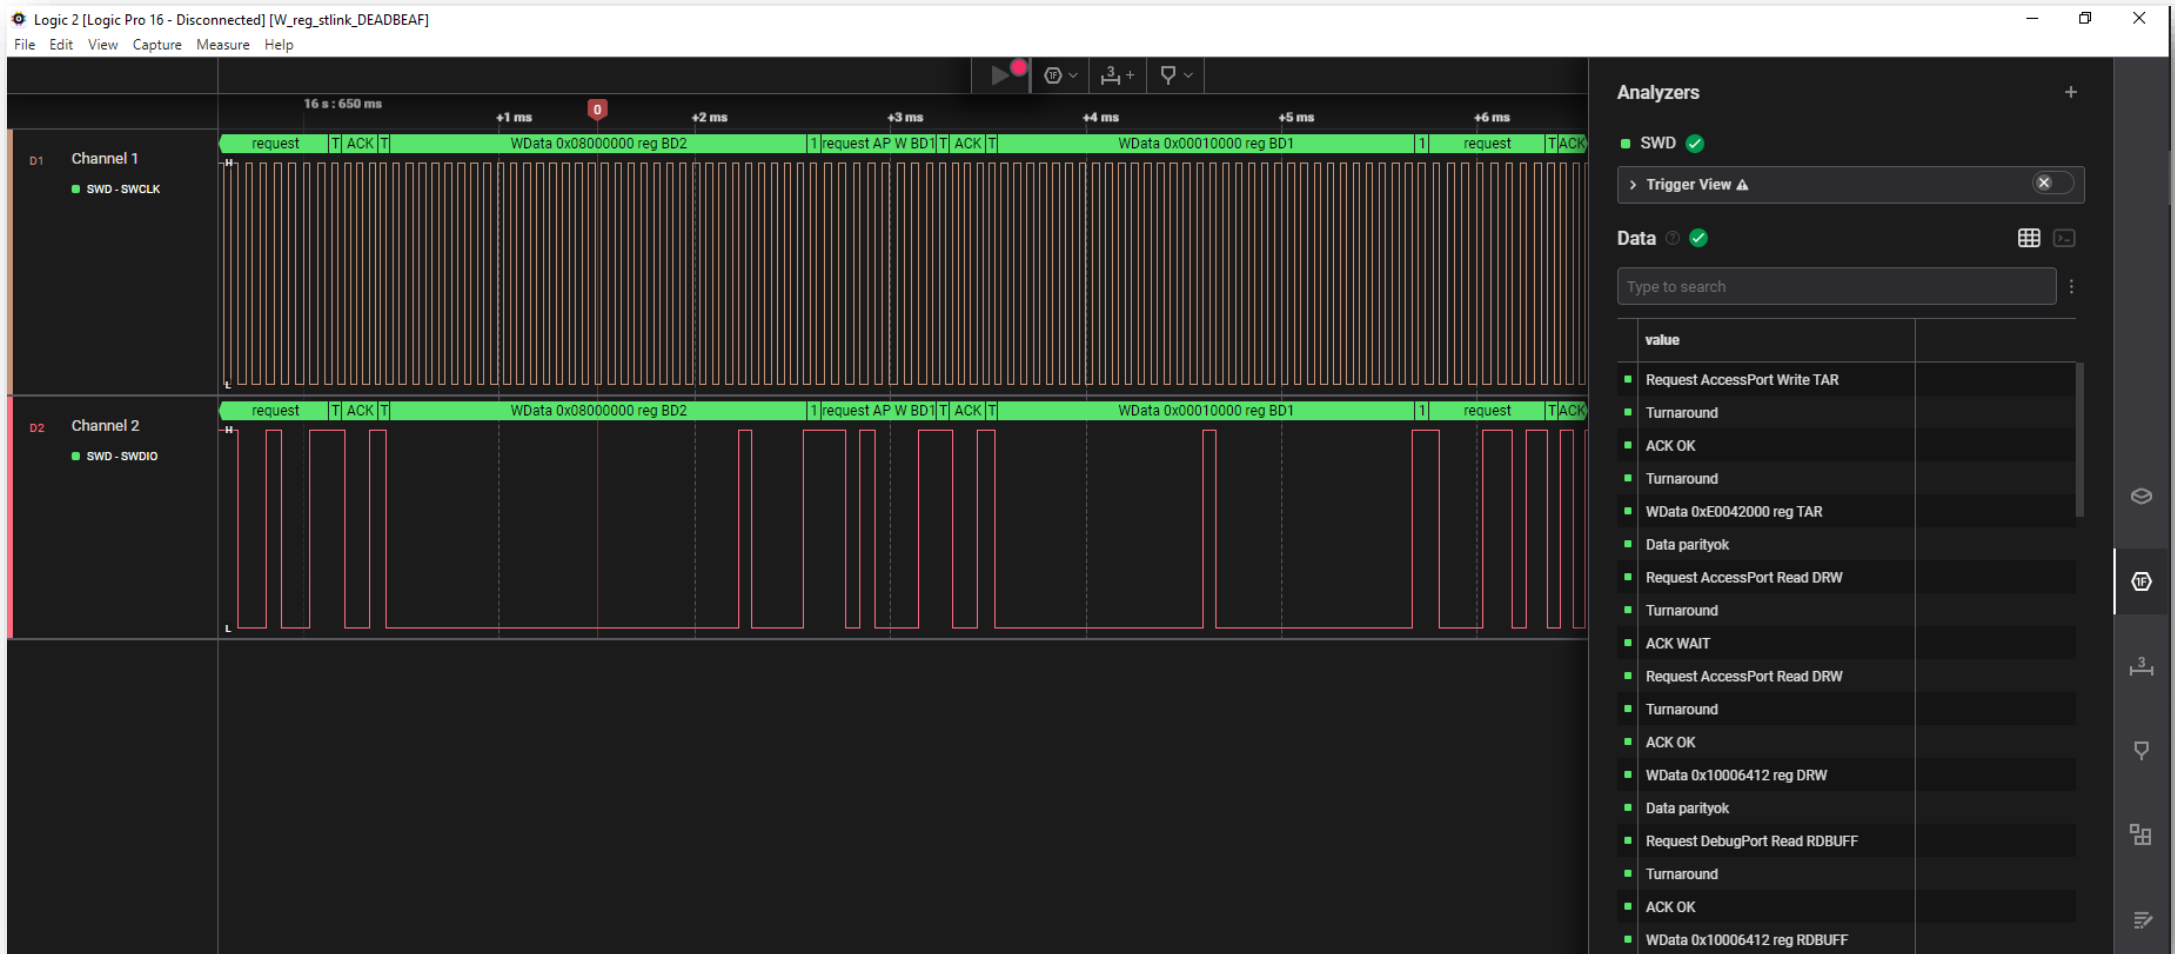 Logic 2 [Logic Pro 16 - Disconnected] [W_reg_stlink_DEADBEAF]
File Edit View Capture Measure Help
16 s : 650 ms
+1 ms 0 +2 ms +3 ms +4 ms +5 ms +6 ms
D1 Channel 1
SWD - SWCLK
request T ACK T WData 0x08000000 reg BD2 1 request AP W BD1 T ACK T WData 0x00010000 reg BD1 1 request T ACK
H
L
D2 Channel 2
SWD - SWDIO
request T ACK T WData 0x08000000 reg BD2 1 request AP W BD1 T ACK T WData 0x00010000 reg BD1 1 request T ACK
H
L
1F 3 +
Analyzers +
SWD
Trigger View
Data ?
Type to search
value
Request AccessPort Write TAR
Turnaround
ACK OK
Turnaround
WData 0xE0042000 reg TAR
Data parityok
Request AccessPort Read DRW
Turnaround
ACK WAIT
Request AccessPort Read DRW
Turnaround
ACK OK
WData 0x10006412 reg DRW
Data parityok
Request DebugPort Read RDBUFF
Turnaround
ACK OK
WData 0x10006412 reg RDBUFF
1F
3